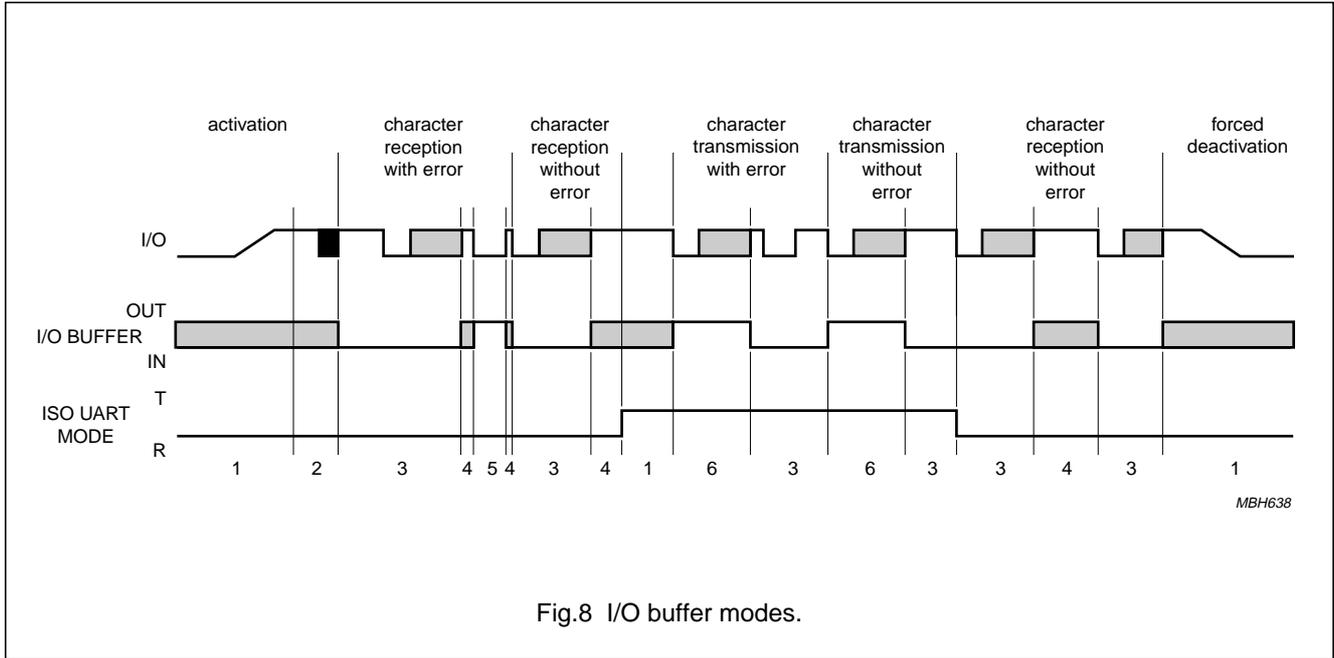 activation
character
reception
with error
character
reception
without
error
character
transmission
with error
character
transmission
without
error
character
reception
without
error
forced
deactivation
I/O
OUT
I/O BUFFER
IN
T
ISO UART
MODE
R
1 2 3 4 5 4 3 4 1 6 3 6 3 3 4 3 1
MBH638
Fig.8 I/O buffer modes.